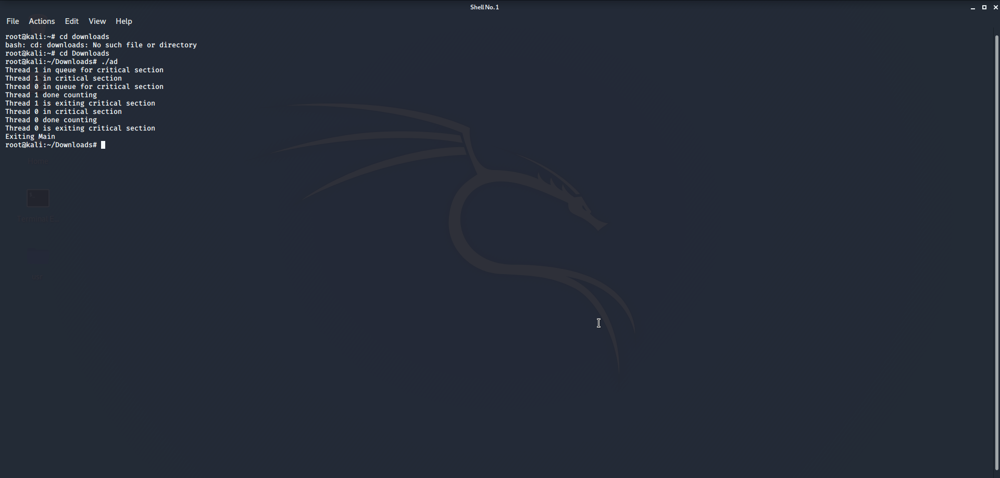 Shell No. 1
File Actions Edit View Help
root@kali:~# cd downloads
bash: cd: downloads: No such file or directory
root@kali:~# cd Downloads
root@kali:~/Downloads# ./ad
Thread 1 in queue for critical section
Thread 1 in critical section
Thread 0 in queue for critical section
Thread 1 done counting
Thread 1 is exiting critical section
Thread 0 in critical section
Thread 0 done counting
Thread 0 is exiting critical section
Exiting Main
root@kali:~/Downloads#
Home
$_
Terminal E...
usr